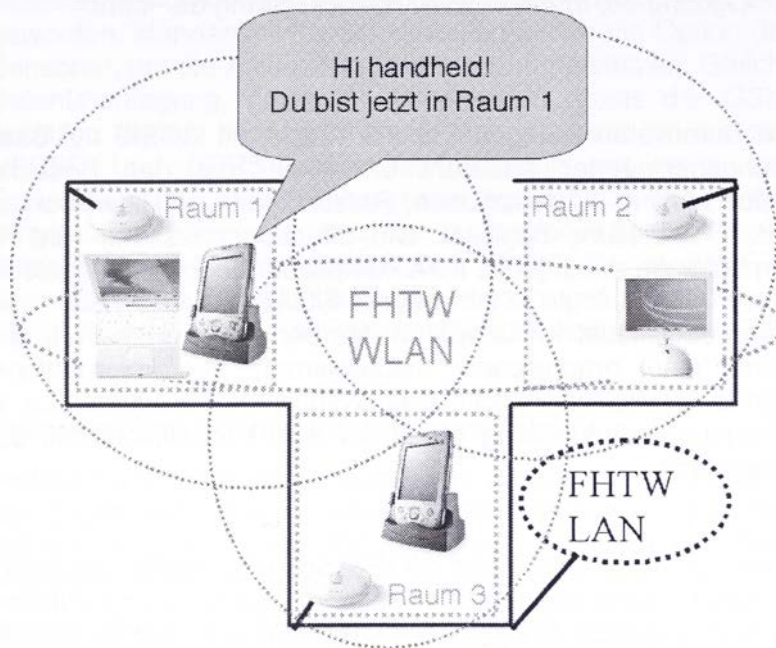 Hi handheld!
Du bist jetzt in Raum 1
Raum 1
Raum 2
FHTW
WLAN
FHTW
LAN
Raum 3